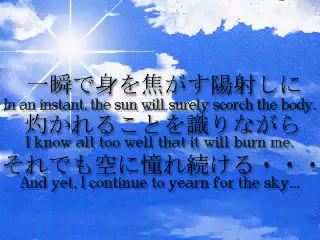 一瞬で身を焦がす陽射しに
In an instant, the sun will surely scorch the body.
灼かれることを識りながら
I know all too well that it will burn me.
それでも空に憧れ続ける・・・
And yet, I continue to yearn for the sky...